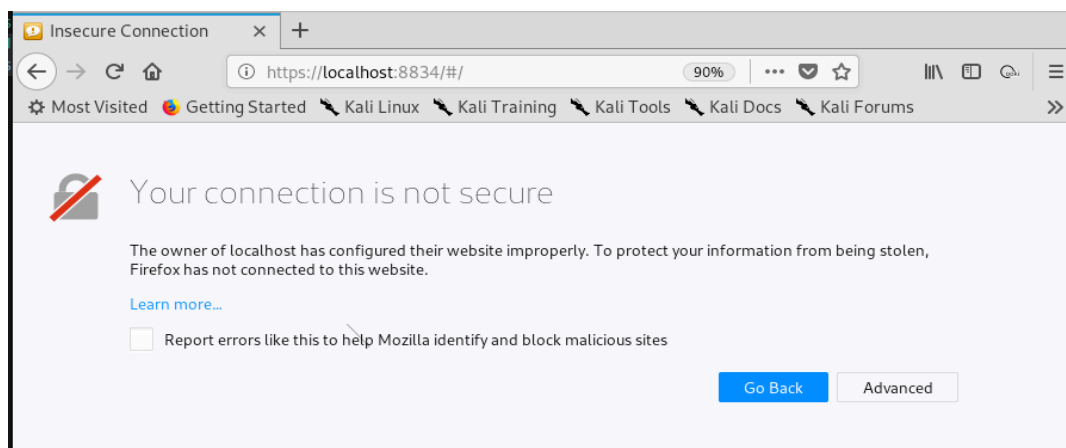 Insecure Connection
https://localhost:8834/#/
90%
Most Visited Getting Started Kali Linux Kali Training Kali Tools Kali Docs Kali Forums
Your connection is not secure
The owner of localhost has configured their website improperly. To protect your information from being stolen,
Firefox has not connected to this website.
Learn more...
Report errors like this to help Mozilla identify and block malicious sites
Go Back Advanced